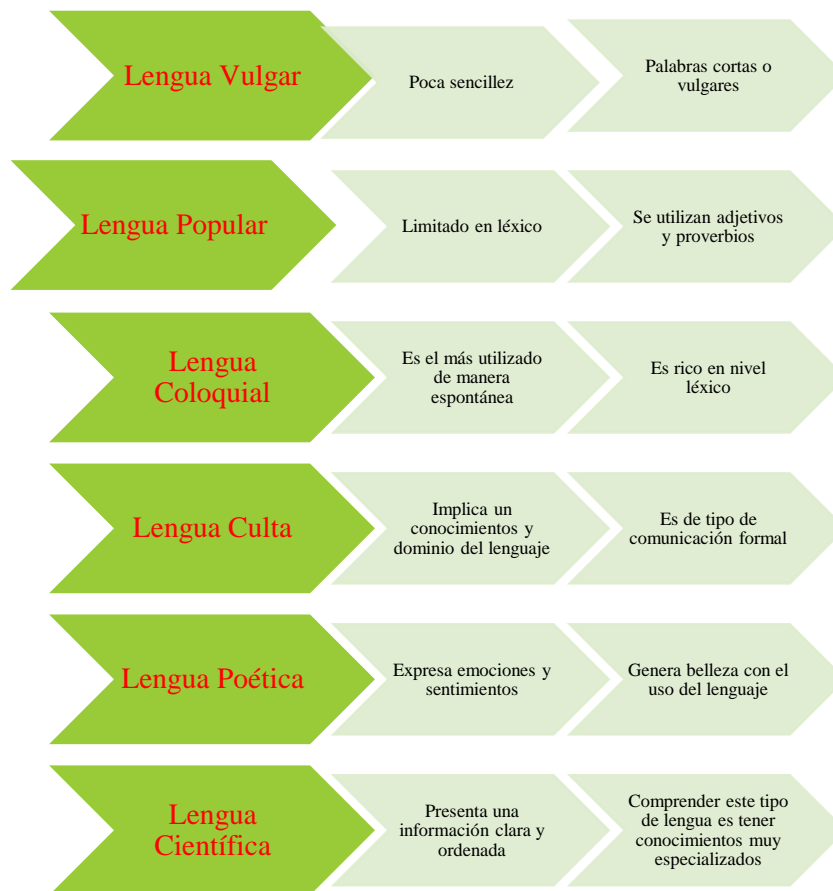 Lengua Vulgar
Poca sencillez
Palabras cortas o
vulgares
Lengua Popular
Limitado en léxico
Se utilizan adjetivos
y proverbios
Lengua
Coloquial
Es el más utilizado
de manera
espontánea
Es rico en nivel
léxico
Lengua Culta
Implica un
conocimientos y
dominio del lenguaje
Es de tipo de
comunicación formal
Lengua Poética
Expresa emociones y
sentimientos
Genera belleza con el
uso del lenguaje
Lengua
Científica
Presenta una
información clara y
ordenada
Comprender este tipo
de lengua es tener
conocimientos muy
especializados